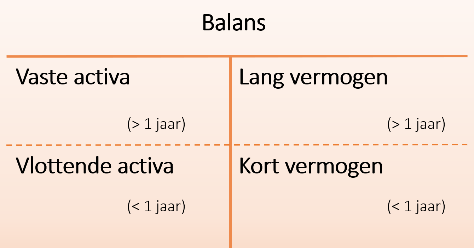 Balans
Vaste activa
Lang vermogen
(> 1 jaar)
(> 1 jaar)
Vlottende activa
Kort vermogen
(< 1 jaar)
(< 1 jaar)